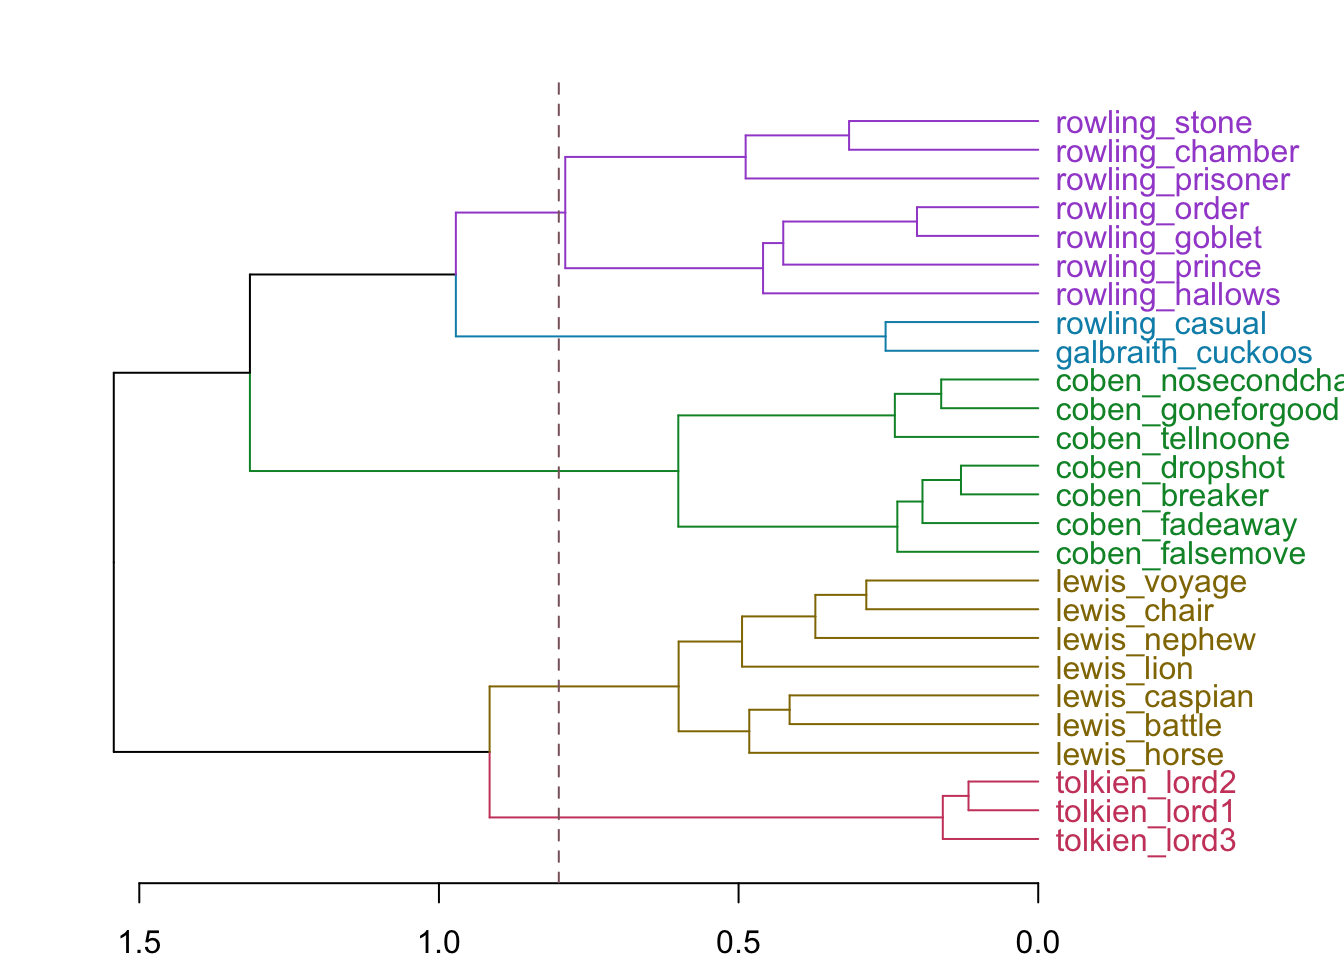 rowling_stone
rowling_chamber
rowling_prisoner
rowling_order
rowling_goblet
rowling_prince
rowling_hallows
rowling_casual
galbraith_cuckoos
coben_nosecondcha
coben_goneforgood
coben_tellnoone
coben_dropshot
coben_breaker
coben_fadeaway
coben_falsemove
lewis_voyage
lewis_chair
lewis_nephew
lewis_lion
lewis_caspian
lewis_battle
lewis_horse
tolkien_lord2
tolkien_lord1
tolkien_lord3
1.5 1.0 0.5 0.0